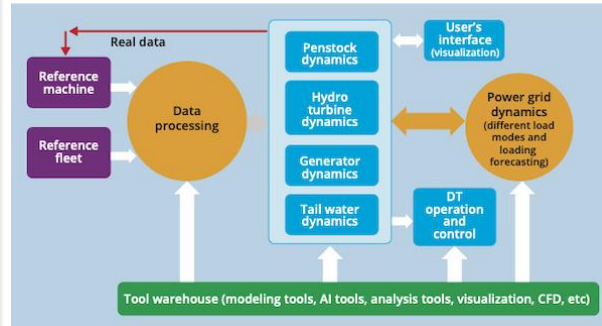 Real data
Reference
machine
Reference
fleet
Data
processing
Penstock
dynamics
Hydro
turbine
dynamics
Generator
dynamics
Tail water
dynamics
User's
interface
(visualization)
Power grid
dynamics
(different load
modes and
loading
forecasting)
DT
operation
and
control
Tool warehouse (modeling tools, AI tools, analysis tools, visualization, CFD, etc)